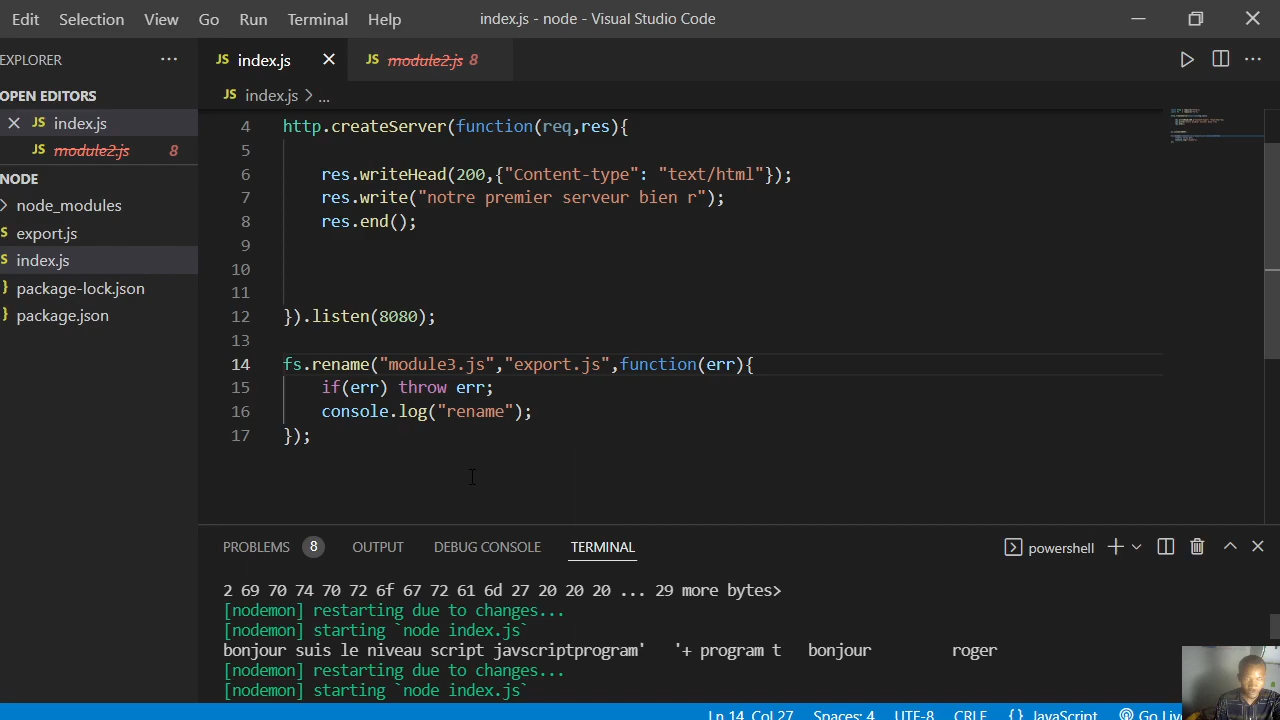 Edit Selection View Go Run Terminal Help index.js - node - Visual Studio Code
EXPLORER ... JS index.js JS module2.js 8
OPEN EDITORS JS index.js > ...
JS index.js
JS module2.js 8
NODE
> node_modules
export.js
index.js
package-lock.json
package.json
4 http.createServer(function(req,res){
5
6 res.writeHead(200,{"Content-type": "text/html"});
7 res.write("notre premier serveur bien r");
8 res.end();
9
10
11
12 }).listen(8080);
13
14 fs.rename("module3.js","export.js",function(err){
15 if(err) throw err;
16 console.log("rename");
17 });
PROBLEMS 8 OUTPUT DEBUG CONSOLE TERMINAL powershell
2 69 70 74 70 72 6f 67 72 61 6d 27 20 20 20 ... 29 more bytes>
[nodemon] restarting due to changes...
[nodemon] starting `node index.js`
bonjour suis le niveau script javscriptprogram' '+ program t bonjour roger
[nodemon] restarting due to changes...
[nodemon] starting `node index.js`
Ln 14, Col 27 Spaces: 4 UTF-8 CRLF {} JavaScript Go